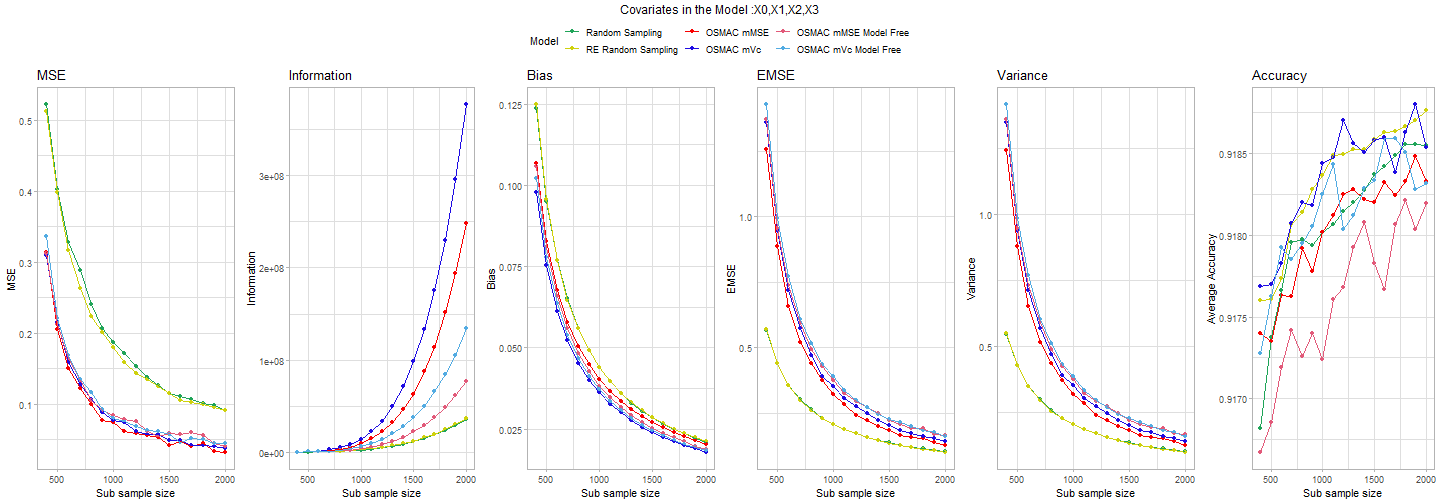 Covariates in the Model :X0,X1,X2,X3
Model
Random Sampling
OSMAC mMSE
OSMAC mMSE Model Free
RE Random Sampling
OSMAC mVc
OSMAC mVc Model Free
MSE
Information
Bias
EMSE
Variance
Accuracy
MSE
0.5
0.4
0.3
0.2
0.1
500 1000 1500 2000
Sub sample size
Information
3e+08
2e+08
1e+08
0e+00
500 1000 1500 2000
Sub sample size
Bias
0.125
0.100
0.075
0.050
0.025
500 1000 1500 2000
Sub sample size
EMSE
1.0
0.5
500 1000 1500 2000
Sub sample size
Variance
1.0
0.5
500 1000 1500 2000
Sub sample size
Average Accuracy
0.9185
0.9180
0.9175
0.9170
500 1000 1500 2000
Sub sample size